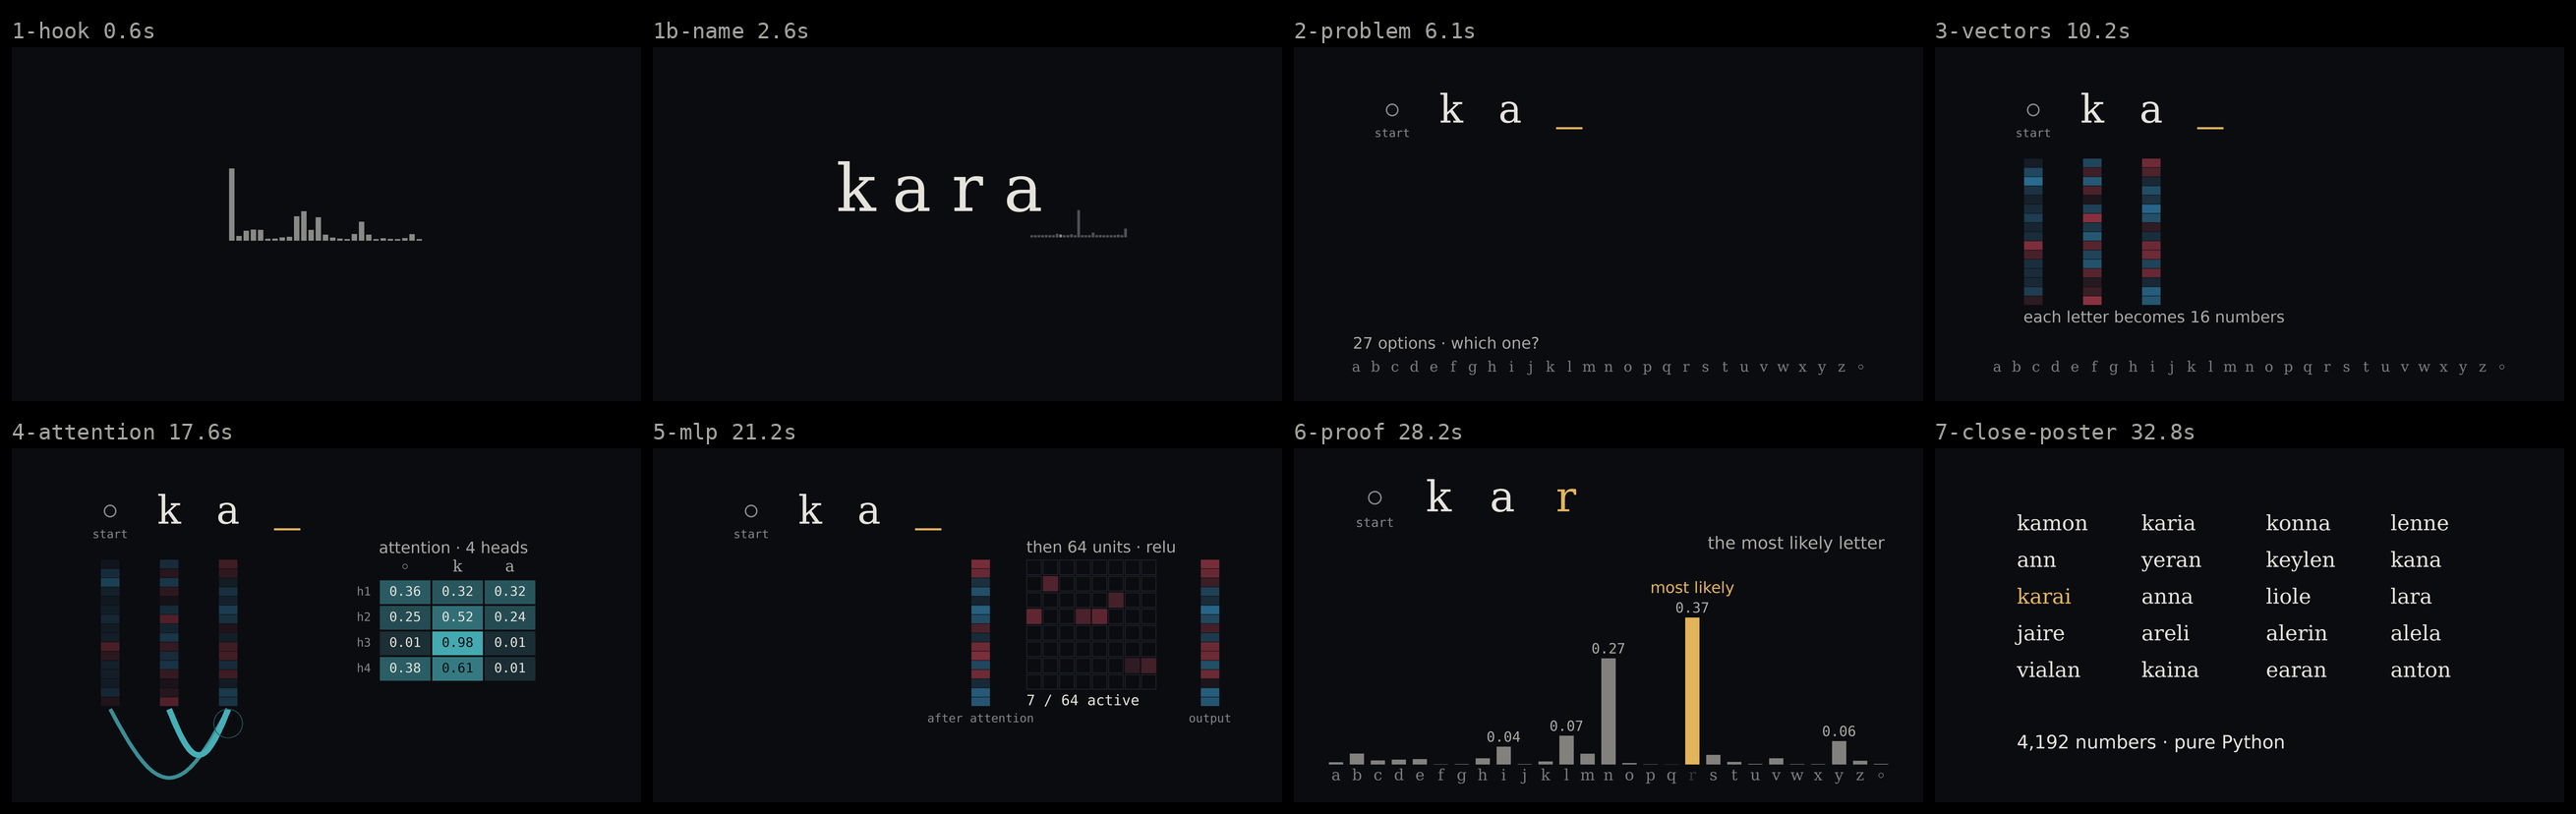 1-hook 0.6s
1b-name 2.6s
kara
2-problem 6.1s
○ k a _
start
27 options · which one?
a b c d e f g h i j k l m n o p q r s t u v w x y z ○
3-vectors 10.2s
○ k a _
start
each letter becomes 16 numbers
a b c d e f g h i j k l m n o p q r s t u v w x y z ○
4-attention 17.6s
○ k a _
start
attention · 4 heads
○ k a
h1 0.36 0.32 0.32
h2 0.25 0.52 0.24
h3 0.01 0.98 0.01
h4 0.38 0.61 0.01
5-mlp 21.2s
○ k a _
start
then 64 units · relu
7 / 64 active
after attention
output
6-proof 28.2s
○ k a r
start
the most likely letter
most likely
0.37
0.27
0.07
0.06
0.04
a b c d e f g h i j k l m n o p q r s t u v w x y z ○
7-close-poster 32.8s
kamon karia konna lenne
ann yeran keylen kana
karai anna liole lara
jaire areli alerin alela
vialan kaina earan anton
4,192 numbers · pure Python